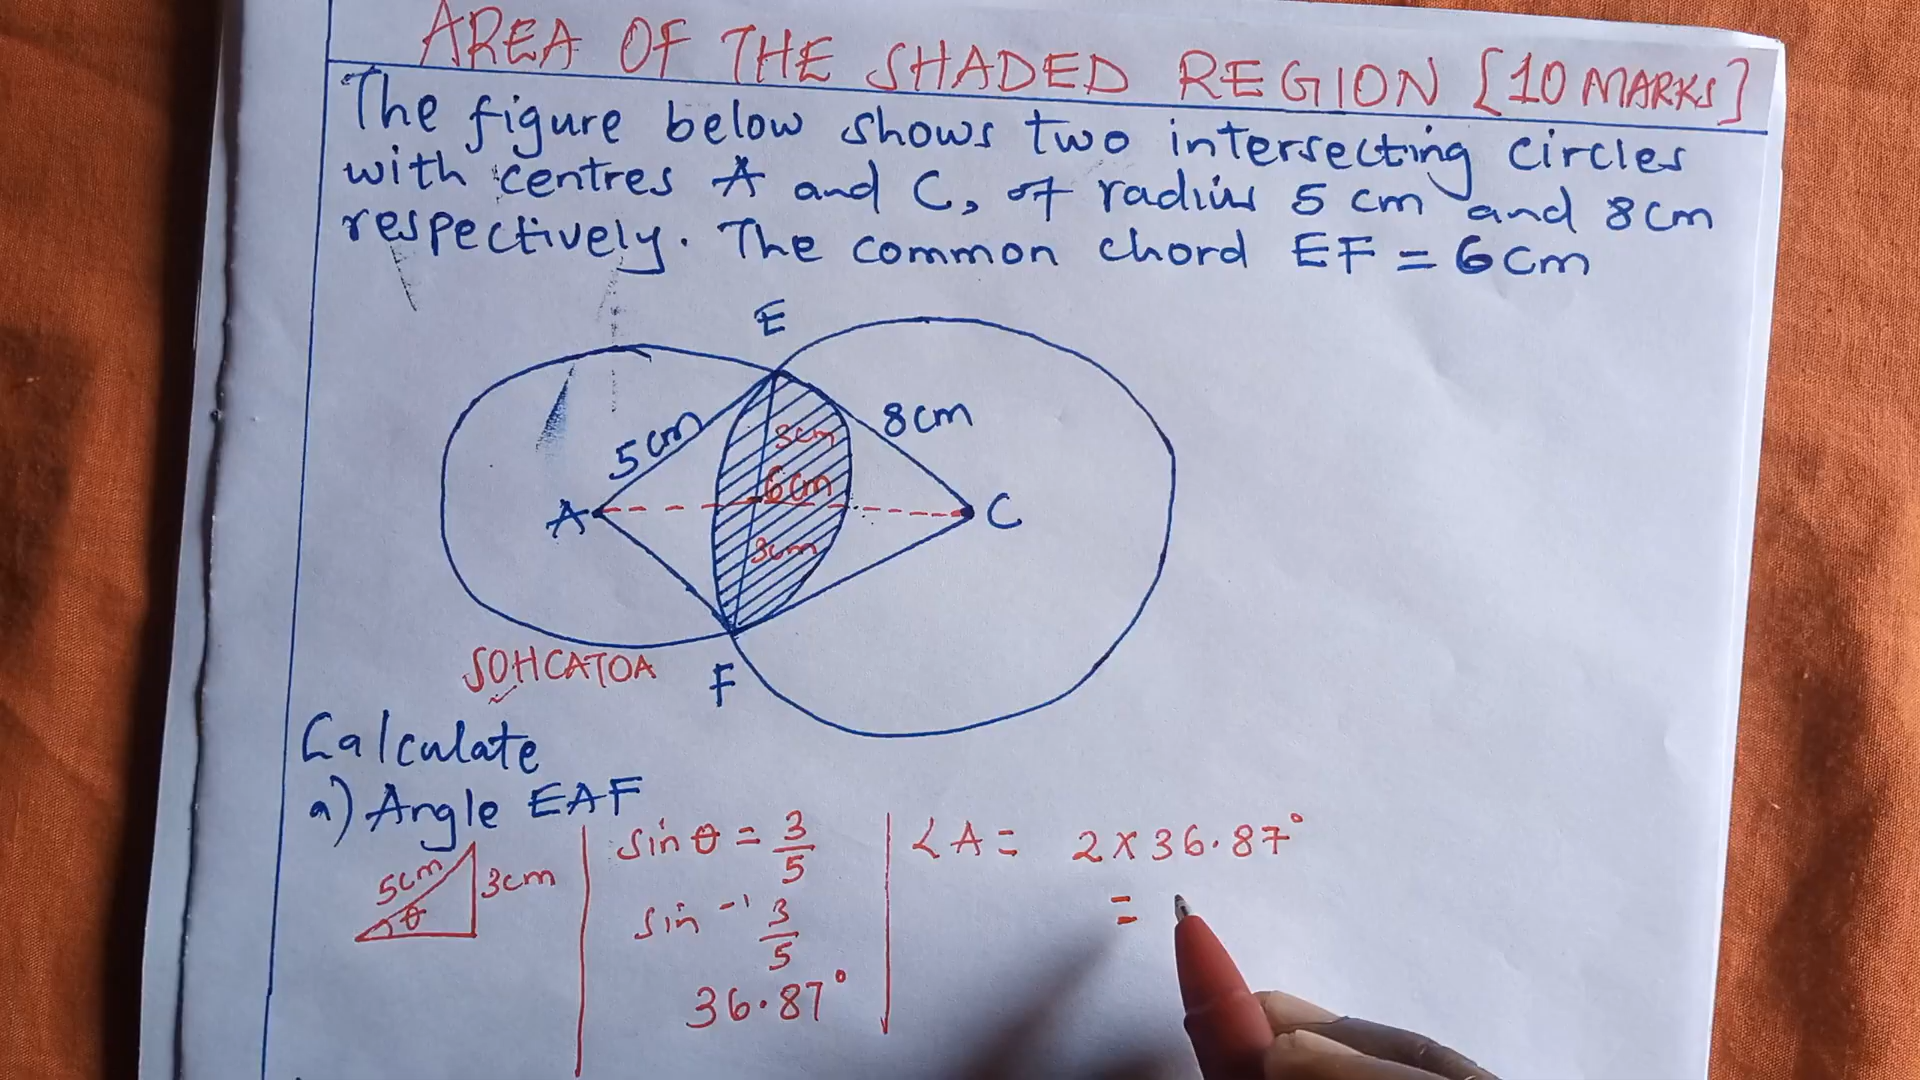 AREA OF THE SHADED REGION [10 MARKS]
The figure below shows two intersecting circles
with centres A and C, of radius 5 cm and 8cm
respectively. The common chord EF = 6cm
E
5cm
8cm
3cm
6cm
A
C
3cm
SOHCATOA
F
Calculate
a) Angle EAF
5cm
3cm
θ
sin θ = 3/5
sin⁻¹ 3/5
36.87°
∠A = 2 × 36.87°
=